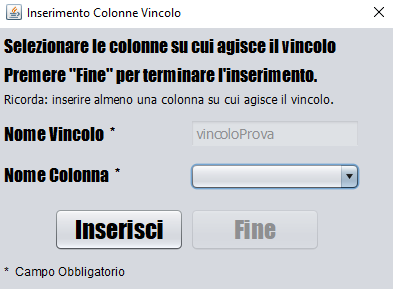 Inserimento Colonne Vincolo
Selezionare le colonne su cui agisce il vincolo
Premere "Fine" per terminare l'inserimento.
Ricorda: inserire almeno una colonna su cui agisce il vincolo.
Nome Vincolo * vincoloProva
Nome Colonna *
Inserisci Fine
* Campo Obbligatorio